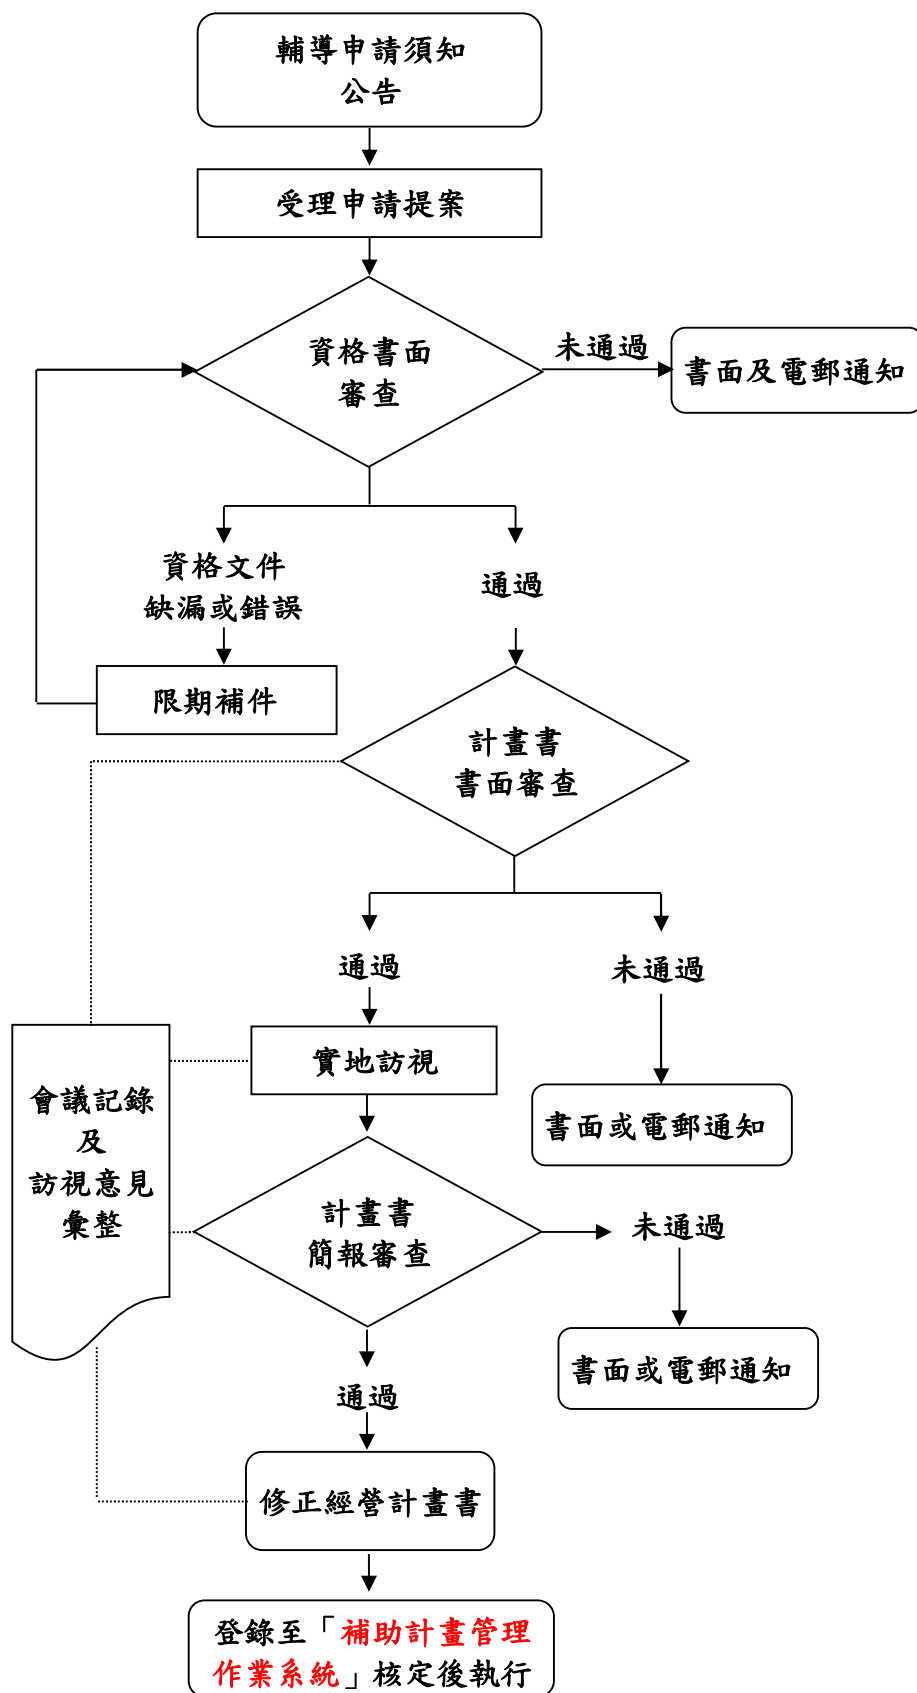 輔導申請須知
公告
受理申請提案
資格書面
審查
未通過
書面及電郵通知
資格文件
缺漏或錯誤
通過
限期補件
計畫書
書面審查
通過
未通過
實地訪視
會議記錄
及
訪視意見
彙整
書面或電郵通知
計畫書
簡報審查
未通過
書面或電郵通知
通過
修正經營計畫書
登錄至「補助計畫管理
作業系統」核定後執行